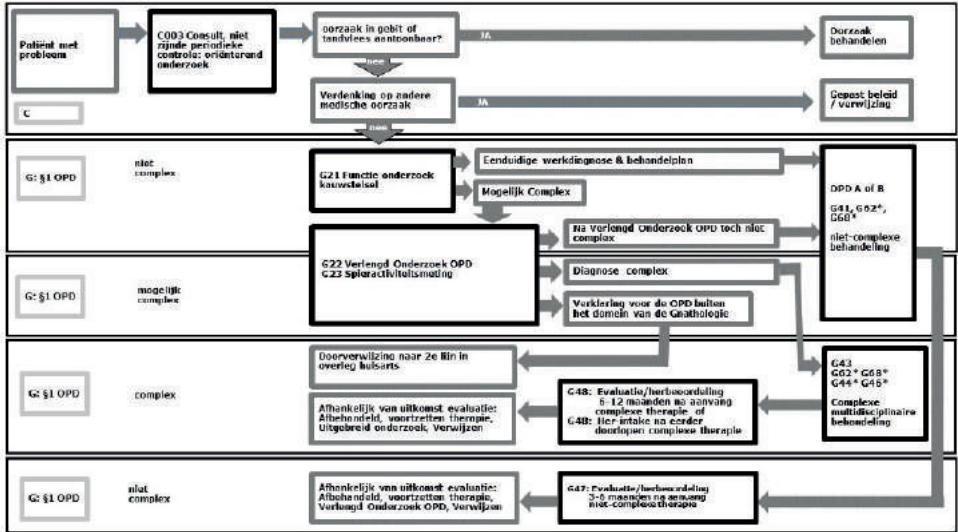 Patiënt met
probleem
C003 Consult, niet
zijnde periodieke
controle: oriënterend
onderzoek
oorzaak in gebit of
tandvlees aantoonbaar?
JA
Oorzaak
behandelen
nee
C
Verdenking op andere
medische oorzaak
JA
Gepast beleid
/ verwijzing
nee
G: §1 OPD
niet
complex
G21 Functie onderzoek
kauwstelsel
Eenduidige werkdiagnose & behandelplan
Mogelijk Complex
OPD A of B
G41, G62*,
G68*
niet-complexe
behandeling
Na Verlengd Onderzoek OPD toch niet
complex
G22 Verlengd Onderzoek OPD
G23 Spieractiviteitsmeting
G: §1 OPD
mogelijk
complex
Diagnose complex
Verklaring voor de OPD buiten
het domein van de Gnathologie
G: §1 OPD
complex
Doorverwijzing naar 2e lijn in
overleg huisarts
Afhankelijk van uitkomst evaluatie:
Afbehandeld, voortzetten therapie,
Uitgebreid onderzoek, Verwijzen
G48: Evaluatie/herbeoordeling
6-12 maanden na aanvang
complexe therapie of
G48: Her-intake na eerder
doorlopen complexe therapie
G43
G62* G68*
G44* G46*
Complexe
multidisciplinaire
behandeling
G: §1 OPD
niet
complex
Afhankelijk van uitkomst evaluatie:
Afbehandeld, voortzetten therapie,
Verlengd Onderzoek OPD, Verwijzen
G47: Evaluatie/herbeoordeling
3-6 maanden na aanvang
niet-complexe therapie